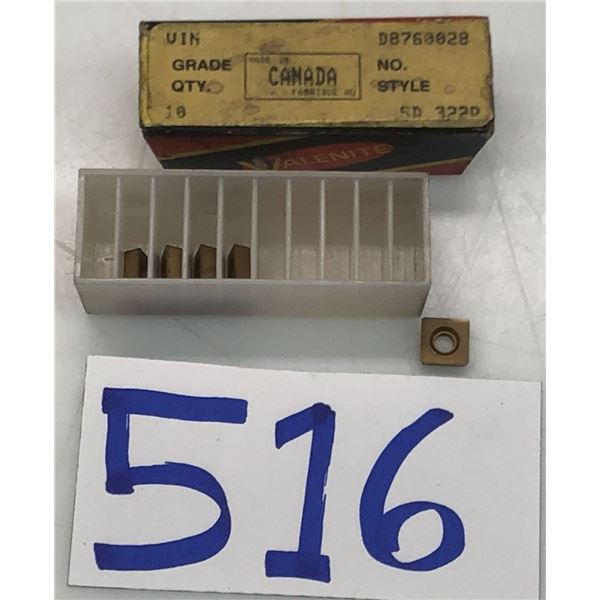 VIN DB760028
GRADE MADE IN NO.
QTY. CANADA STYLE
FABRIQUE AU
10 SD 322P
VALENITE
516